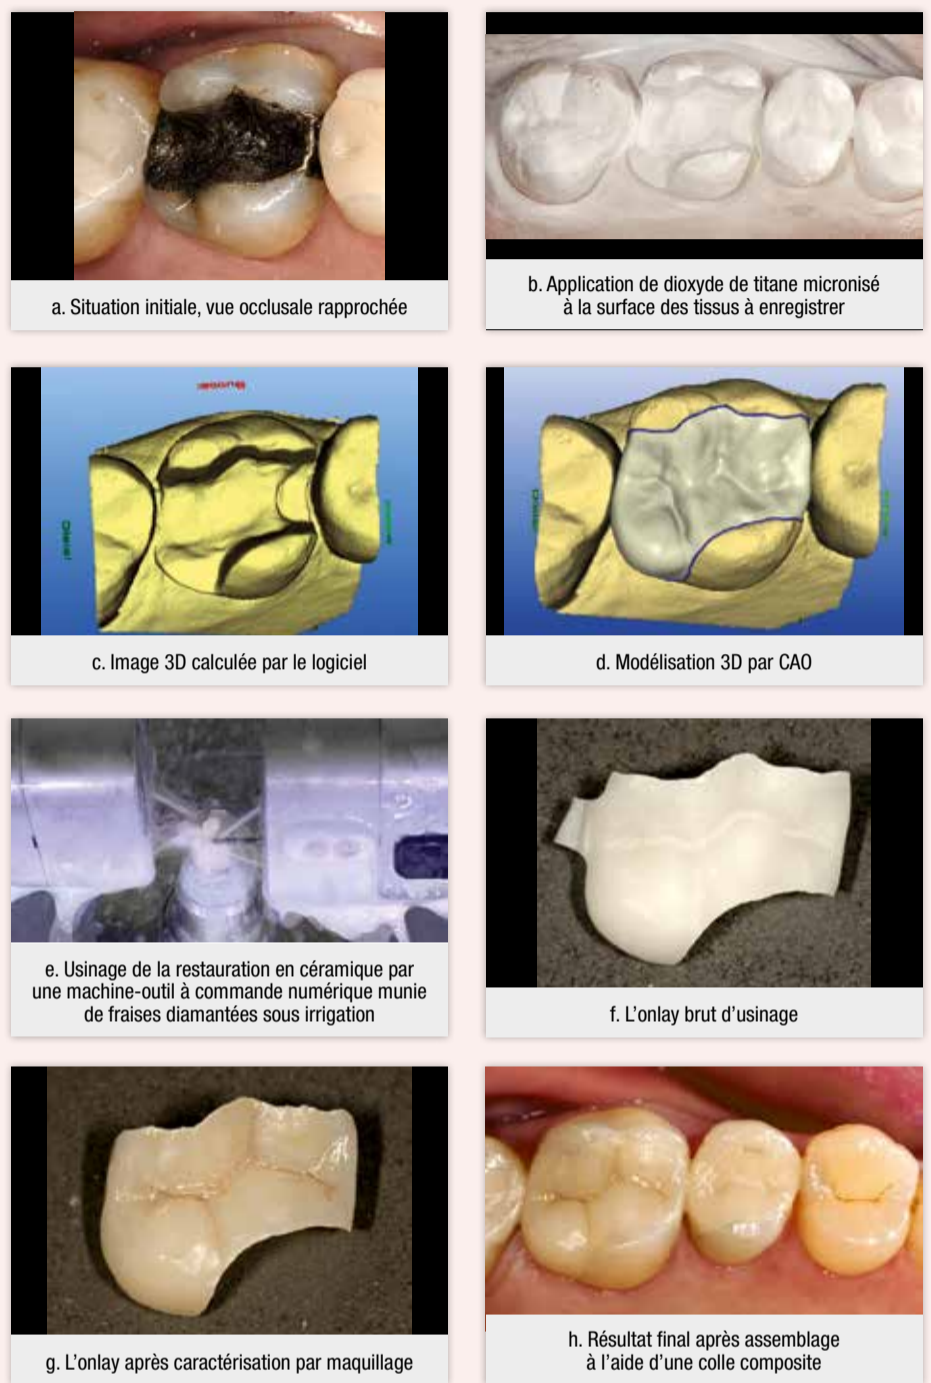 a. Situation initiale, vue occlusale rapprochée
b. Application de dioxyde de titane micronisé
à la surface des tissus à enregistrer
c. Image 3D calculée par le logiciel
d. Modélisation 3D par CAO
e. Usinage de la restauration en céramique par
une machine-outil à commande numérique munie
de fraises diamantées sous irrigation
f. L’onlay brut d’usinage
g. L’onlay après caractérisation par maquillage
h. Résultat final après assemblage
à l’aide d’une colle composite